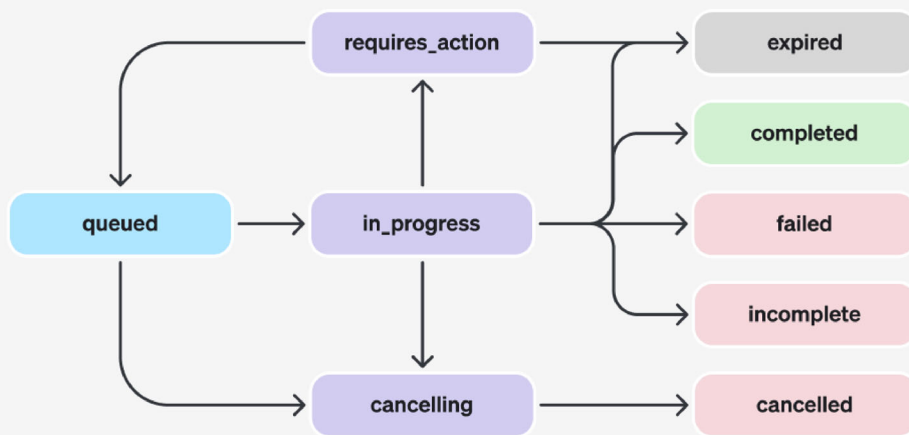 requires_action
expired
completed
queued
in_progress
failed
incomplete
cancelling
cancelled